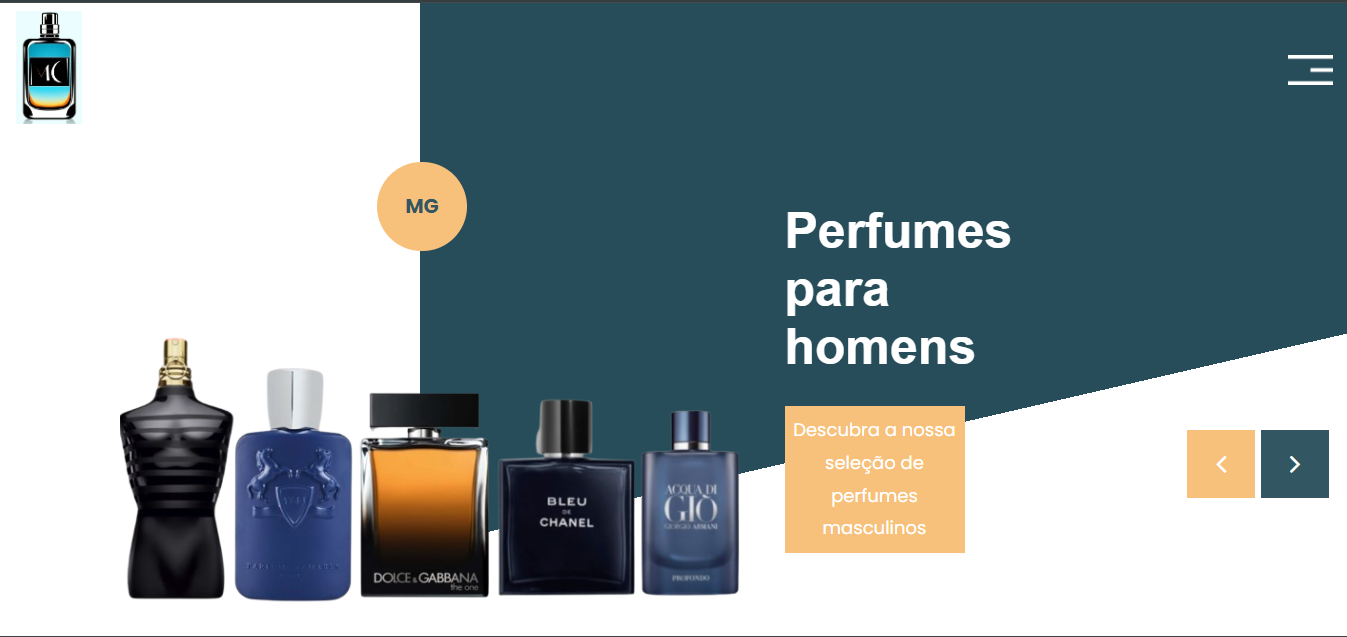 MG
Perfumes
para
homens
Descubra a nossa
seleção de
perfumes
masculinos
BLEU
DE
CHANEL
ACQUA DI
GIÒ
GIORGIO ARMANI
PROFONDO
DOLCE & GABBANA
the one